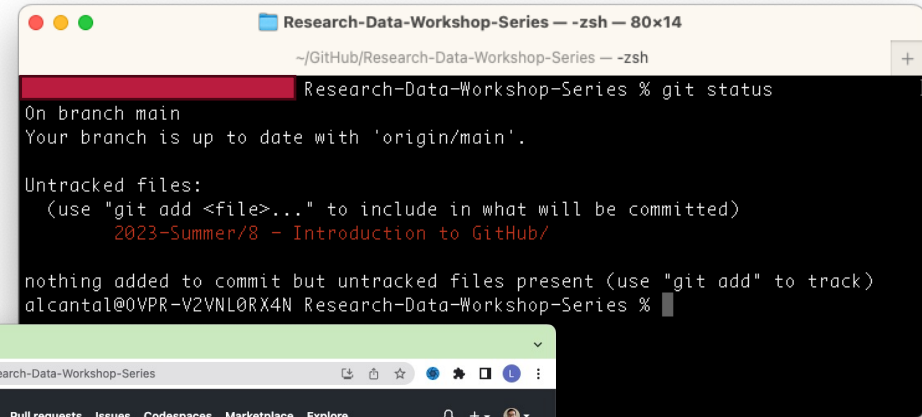 Research-Data-Workshop-Series — -zsh — 80×14
~/GitHub/Research-Data-Workshop-Series — -zsh
Research-Data-Workshop-Series % git status
On branch main
Your branch is up to date with 'origin/main'.
Untracked files:
(use "git add <file>..." to include in what will be committed)
2023-Summer/8 - Introduction to GitHub/
nothing added to commit but untracked files present (use "git add" to track)
alcantal@OVPR-V2VNL0RX4N Research-Data-Workshop-Series %
earch-Data-Workshop-Series
L
Pull requests Issues Codespaces Marketplace Explore